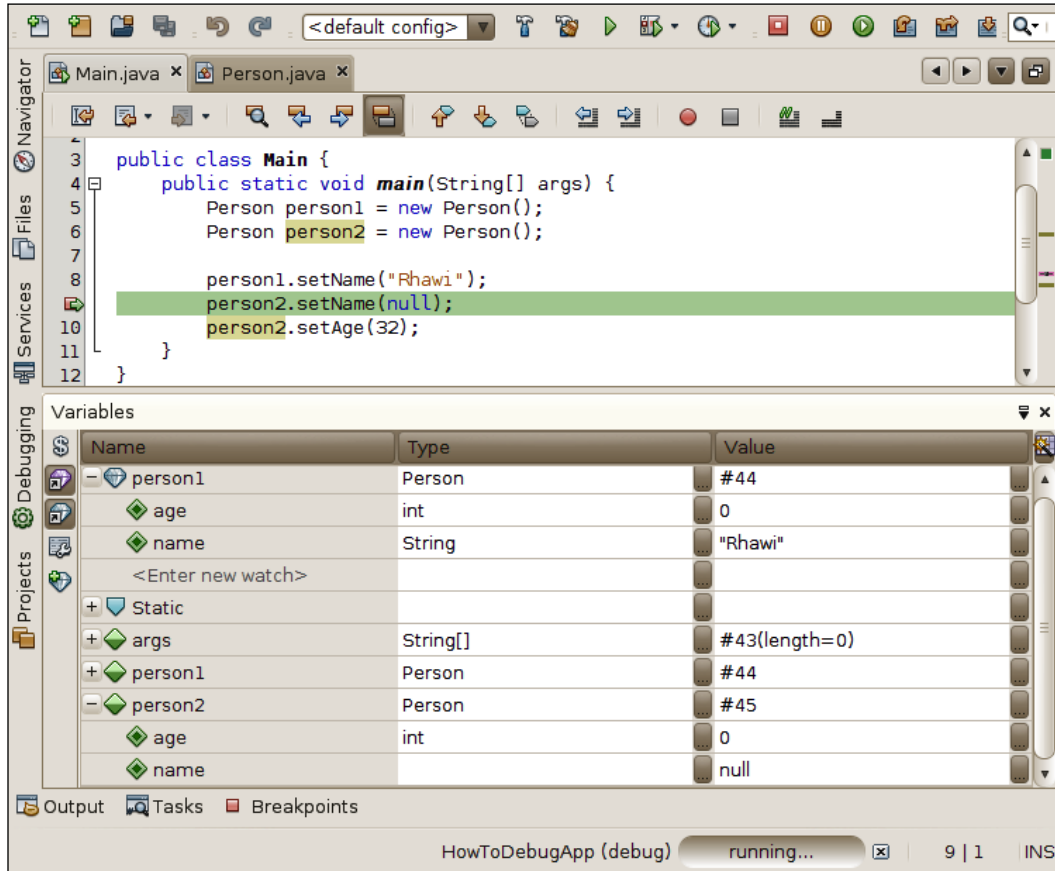 <default config>
Main.java × Person.java ×
Navigator
Files
Services
Debugging
Projects
2
3 public class Main {
4 public static void main(String[] args) {
5 Person person1 = new Person();
6 Person person2 = new Person();
7
8 person1.setName("Rhawi");
person2.setName(null);
10 person2.setAge(32);
11 }
12 }
Variables
Name Type Value
person1 Person #44
age int 0
name String "Rhawi"
<Enter new watch>
Static
args String[] #43(length=0)
person1 Person #44
person2 Person #45
age int 0
name null
Output Tasks Breakpoints
HowToDebugApp (debug) running... 9 | 1 INS